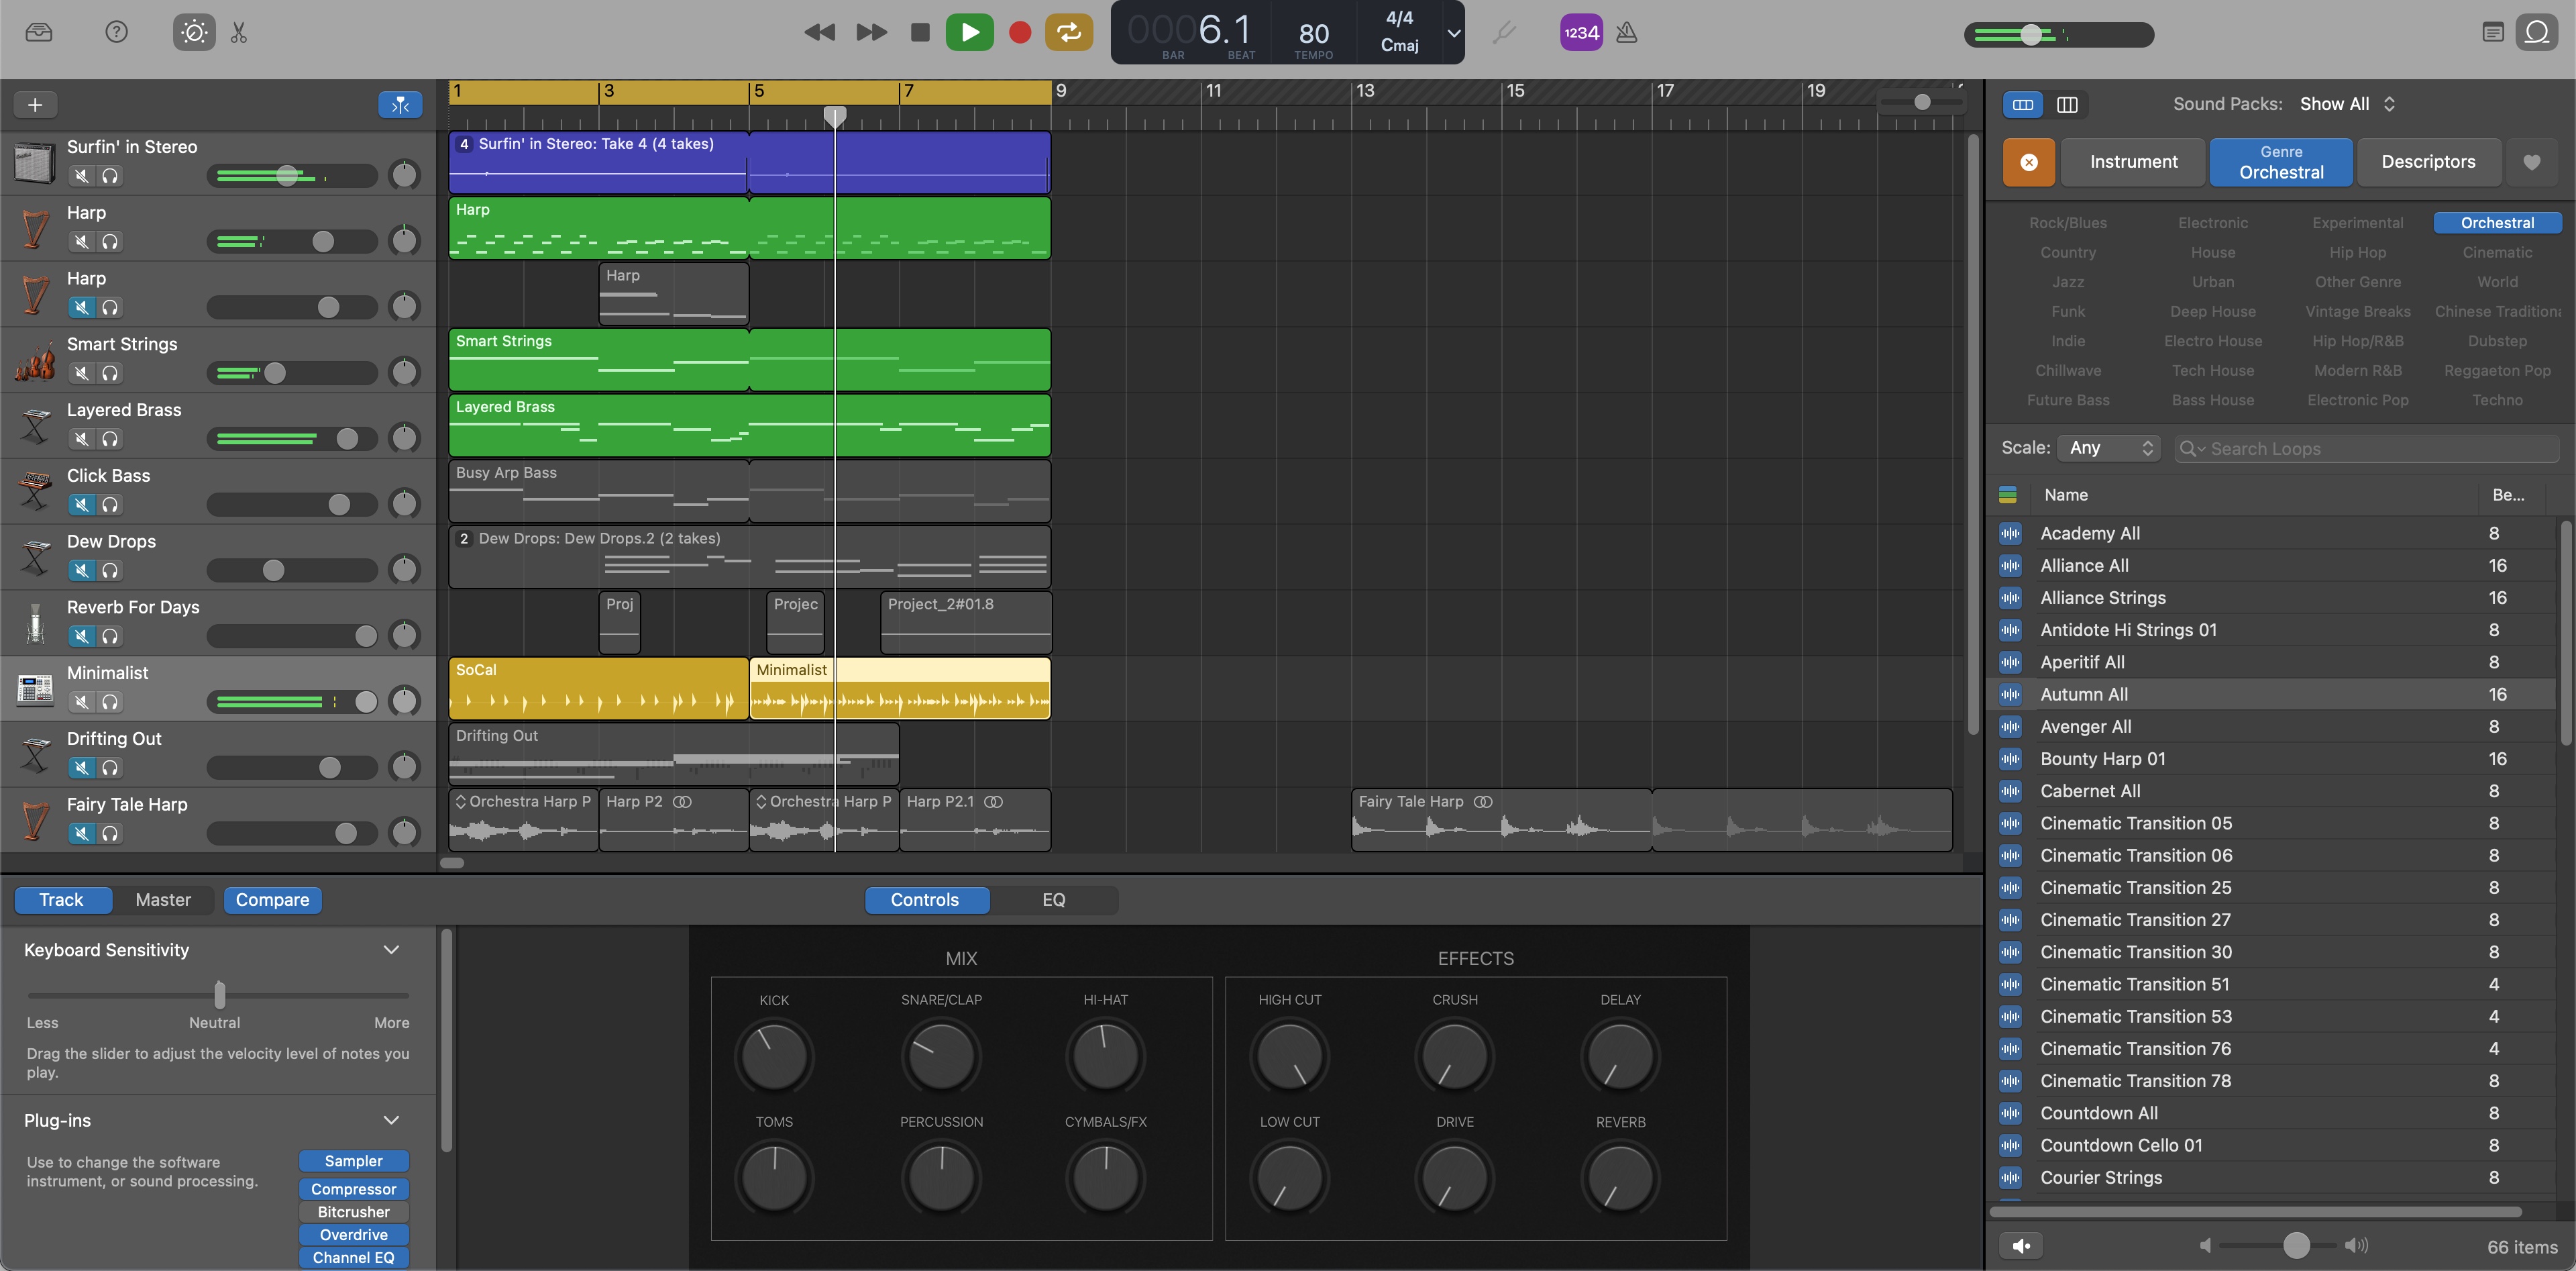 0006.1
BAR BEAT
80
TEMPO
4/4
Cmaj
1234
1 3 5 7 9 11 13 15 17 19
Surfin' in Stereo
Harp
Harp
Smart Strings
Layered Brass
Click Bass
Dew Drops
Reverb For Days
Minimalist
Drifting Out
Fairy Tale Harp
4 Surfin' in Stereo: Take 4 (4 takes)
Harp
Harp
Smart Strings
Layered Brass
Busy Arp Bass
2 Dew Drops: Dew Drops.2 (2 takes)
Proj Projec Project_2#01.8
SoCal Minimalist
Drifting Out
Orchestra Harp P Harp P2 Orchestra Harp P Harp P2.1 Fairy Tale Harp
Track Master Compare
Controls EQ
Keyboard Sensitivity
Less Neutral More
Drag the slider to adjust the velocity level of notes you
play.
Plug-ins
Use to change the software
instrument, or sound processing.
Sampler
Compressor
Bitcrusher
Overdrive
Channel EQ
MIX
KICK SNARE/CLAP HI-HAT
TOMS PERCUSSION CYMBALS/FX
EFFECTS
HIGH CUT CRUSH DELAY
LOW CUT DRIVE REVERB
Sound Packs: Show All
Instrument
Genre
Orchestral
Descriptors
Rock/Blues Electronic Experimental Orchestral
Country House Hip Hop Cinematic
Jazz Urban Other Genre World
Funk Deep House Vintage Breaks Chinese Traditiona
Indie Electro House Hip Hop/R&B Dubstep
Chillwave Tech House Modern R&B Reggaeton Pop
Future Bass Bass House Electronic Pop Techno
Scale: Any Search Loops
Name Be...
Academy All 8
Alliance All 16
Alliance Strings 16
Antidote Hi Strings 01 8
Aperitif All 8
Autumn All 16
Avenger All 8
Bounty Harp 01 16
Cabernet All 8
Cinematic Transition 05 8
Cinematic Transition 06 8
Cinematic Transition 25 8
Cinematic Transition 27 8
Cinematic Transition 30 8
Cinematic Transition 51 4
Cinematic Transition 53 4
Cinematic Transition 76 4
Cinematic Transition 78 8
Countdown All 8
Countdown Cello 01 8
Courier Strings 8
66 items